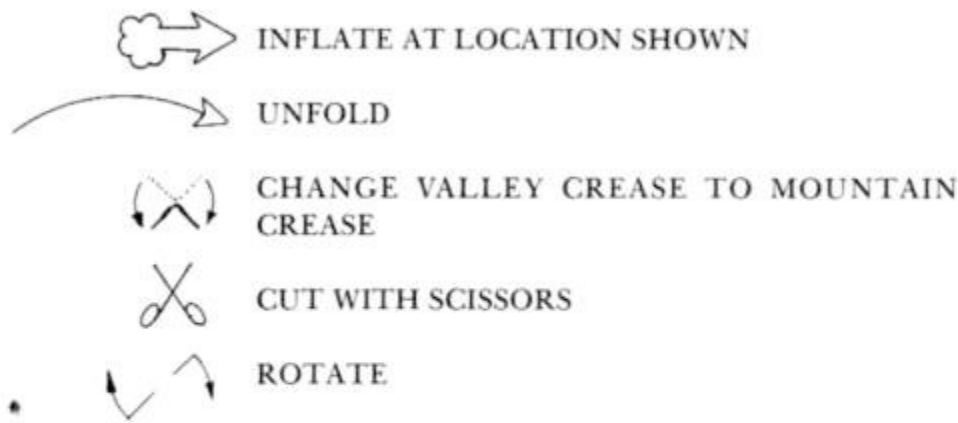 INFLATE AT LOCATION SHOWN
UNFOLD
CHANGE VALLEY CREASE TO MOUNTAIN
CREASE
CUT WITH SCISSORS
ROTATE